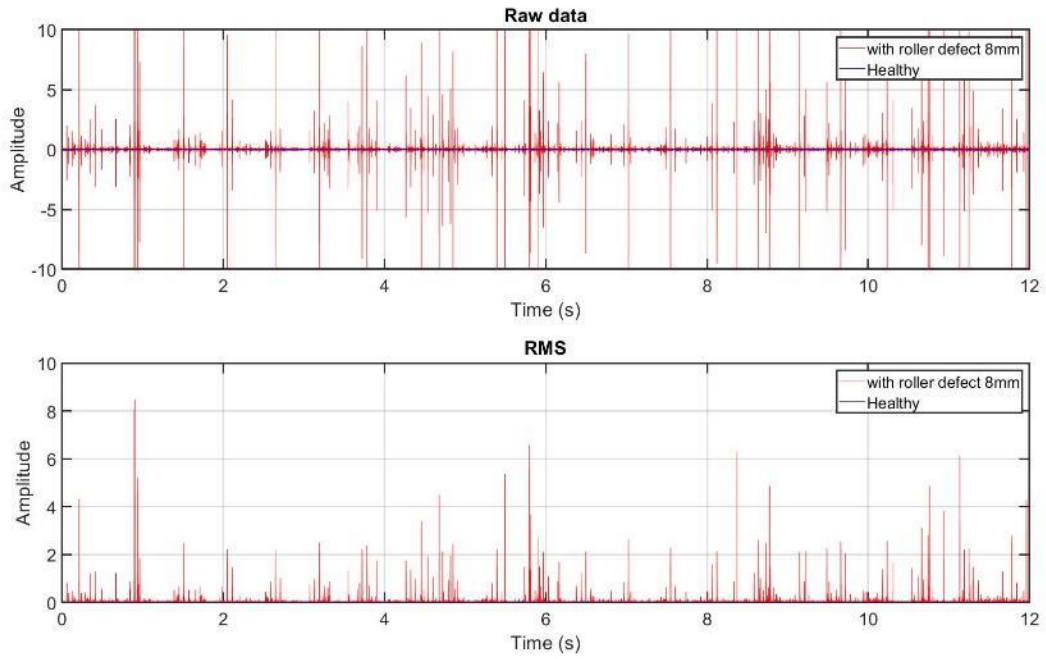 Raw data
10
5
0
-5
-10
Amplitude
with roller defect 8mm
Healthy
0 2 4 6 8 10 12
Time (s)
RMS
10
8
6
4
2
0
Amplitude
with roller defect 8mm
Healthy
0 2 4 6 8 10 12
Time (s)